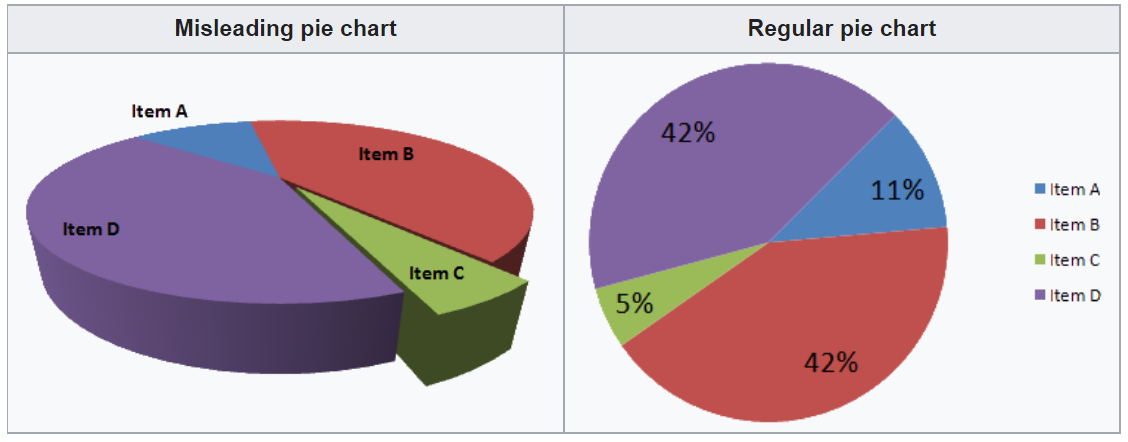 Misleading pie chart
Regular pie chart
Item A
Item B
Item D
Item C
42%
11%
5%
42%
Item A
Item B
Item C
Item D